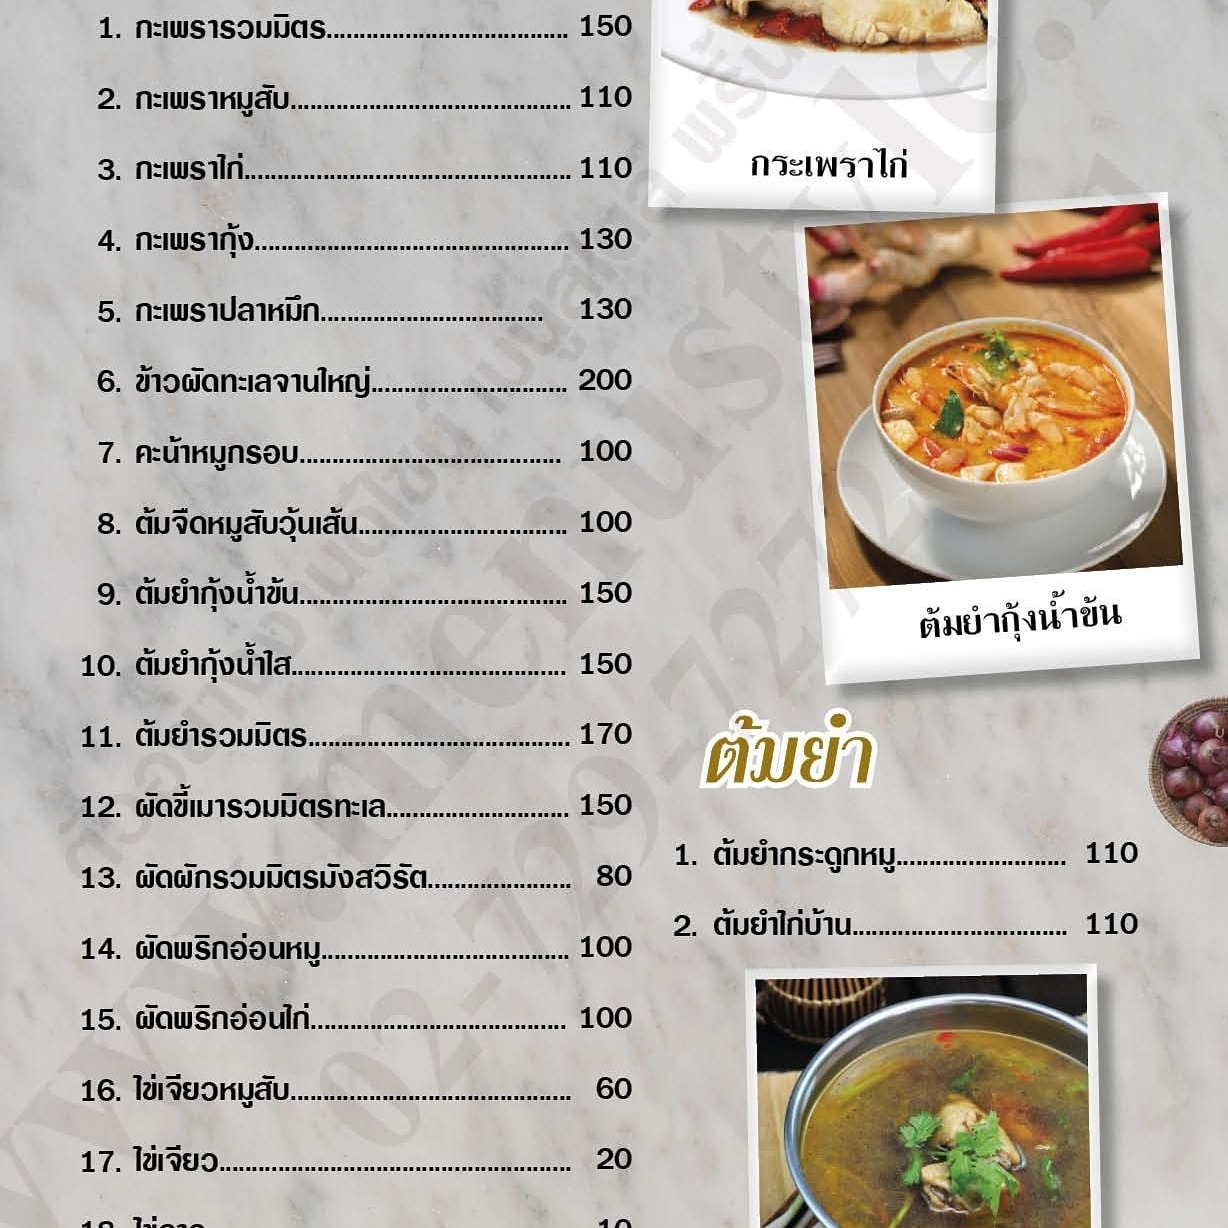 1. กะเพรารวมมิตร 150
2. กะเพราหมูสับ 110
3. กะเพราไก่ 110
4. กะเพรากุ้ง 130
5. กะเพราปลาหมึก 130
6. ข้าวผัดทะเลจานใหญ่ 200
7. คะน้าหมูกรอบ 100
8. ต้มจืดหมูสับวุ้นเส้น 100
9. ต้มยำกุ้งน้ำข้น 150
10. ต้มยำกุ้งน้ำใส 150
11. ต้มยำรวมมิตร 170
12. ผัดขี้เมารวมมิตรทะเล 150
13. ผัดผักรวมมิตรมังสวิรัต 80
14. ผัดพริกอ่อนหมู 100
15. ผัดพริกอ่อนไก่ 100
16. ไข่เจียวหมูสับ 60
17. ไข่เจียว 20
กระเพราไก่
ต้มยำกุ้งน้ำข้น
ต้มยำ
1. ต้มยำกระดูกหมู 110
2. ต้มยำไก่บ้าน 110
www.menustyle.
02-729-7272